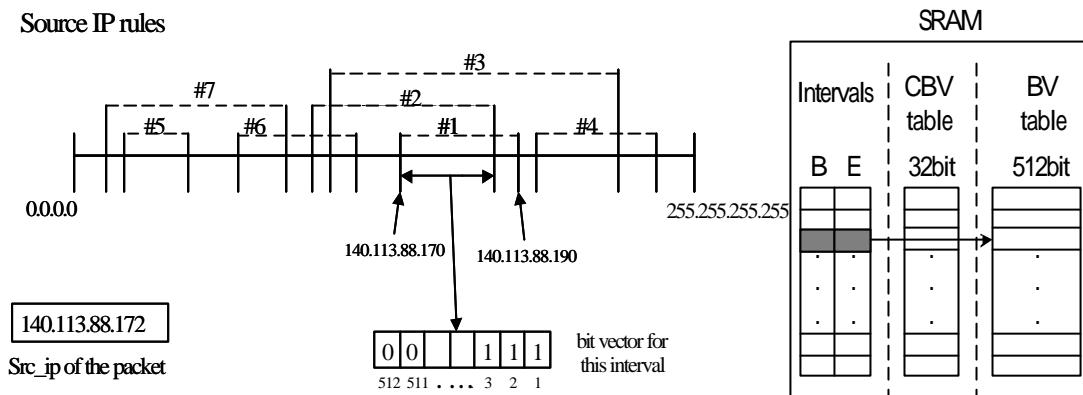 Source IP rules
SRAM
#3
#7
#2
#5
#6
#1
#4
Intervals
CBV table
BV table
B
E
32bit
512bit
0.0.0.0
255.255.255.255
140.113.88.170
140.113.88.190
140.113.88.172
Src_ip of the packet
0
0
1
1
1
512
511
. . . .
3
2
1
bit vector for
this interval